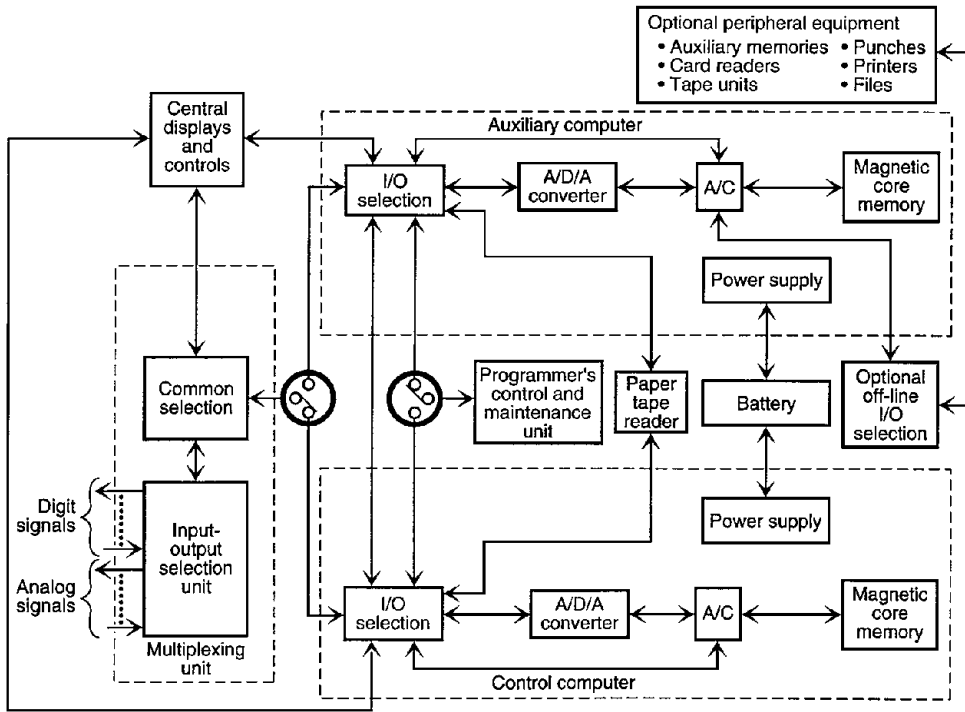 Optional peripheral equipment
• Auxiliary memories • Punches
• Card readers • Printers
• Tape units • Files
Central
displays
and
controls
Auxiliary computer
I/O
selection
A/D/A
converter
A/C
Magnetic
core
memory
Power supply
Common
selection
Programmer's
control and
maintenance
unit
Paper
tape
reader
Battery
Optional
off-line
I/O
selection
Digit
signals
Analog
signals
Input-
output
selection
unit
Multiplexing
unit
Power supply
I/O
selection
A/D/A
converter
A/C
Magnetic
core
memory
Control computer